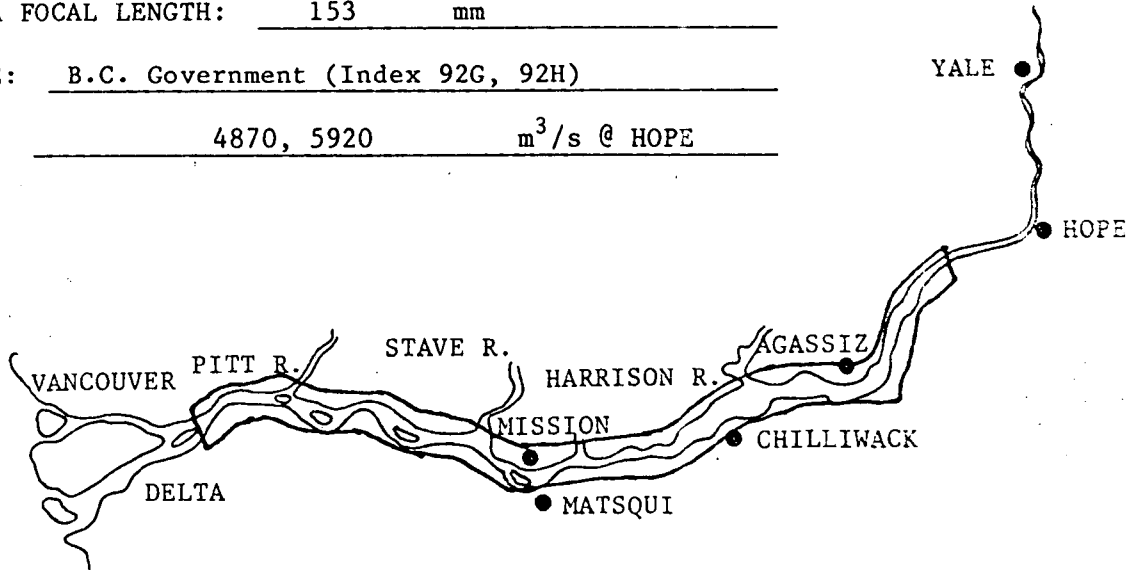 FOCAL LENGTH: 153 mm
: B.C. Government (Index 92G, 92H)
4870, 5920 m³/s @ HOPE
YALE
HOPE
AGASSIZ
STAVE R.
PITT R.
HARRISON R.
VANCOUVER
MISSION
CHILLIWACK
DELTA
MATSQUI